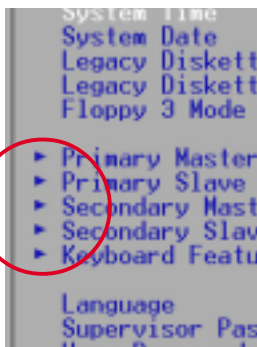 System Time
System Date
Legacy Diskett
Legacy Diskett
Floppy 3 Mode
Primary Master
Primary Slave
Secondary Mast
Secondary Slav
Keyboard Featu
Language
Supervisor Pas